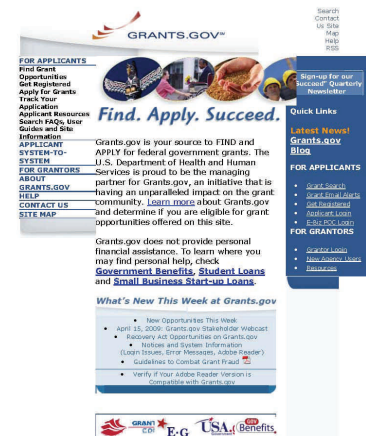 Search
Contact
Us Site
Map
Help
RSS
GRANTS.GOV™
FOR APPLICANTS
Find Grant
Opportunities
Get Registered
Apply for Grants
Track Your
Application
Applicant Resources
Search FAQs, User
Guides and Site
Information
APPLICANT
SYSTEM-TO-
SYSTEM
FOR GRANTORS
ABOUT
GRANTS.GOV
HELP
CONTACT US
SITE MAP
Find. Apply. Succeed.
Grants.gov is your source to FIND and
APPLY for federal government grants. The
U.S. Department of Health and Human
Services is proud to be the managing
partner for Grants.gov, an initiative that is
having an unparalleled impact on the grant
community. Learn more about Grants.gov
and determine if you are eligible for grant
opportunities offered on this site.
Grants.gov does not provide personal
financial assistance. To learn where you
may find personal help, check
Government Benefits, Student Loans
and Small Business Start-up Loans.
What's New This Week at Grants.gov
• New Opportunities This Week
• April 15, 2009: Grants.gov Stakeholder Webcast
• Recovery Act Opportunities on Grants.gov
• Notices and System Information
(Login Issues, Error Messages, Adobe Reader)
• Guidelines to Combat Grant Fraud
• Verify if Your Adobe Reader Version is
Compatible with Grants.gov
Sign-up for our
Succeed" Quarterly
Newsletter
Quick Links
Latest News!
Grants.gov
Blog
FOR APPLICANTS
• Grant Search
• Grant Email Alerts
• Get Registered
• Applicant Login
• E-Biz POC Login
FOR GRANTORS
• Grantor Login
• New Agency Users
• Resources
GRANT
E·G
USA.gov
GOV
Benefits